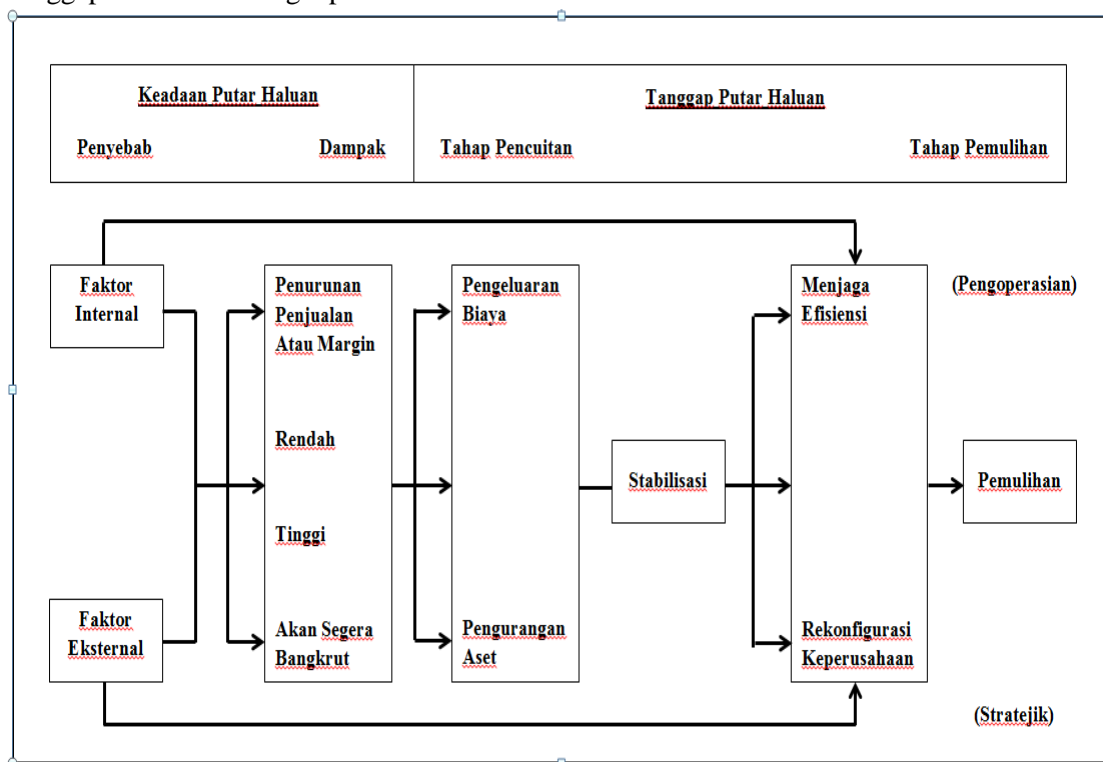 Keadaan Putar Haluan
Tanggap Putar Haluan
Penyebab
Dampak
Tahap Pencuitan
Tahap Pemulihan
Faktor
Internal
Penurunan
Penjualan
Atau Margin
Rendah
Tinggi
Akan Segera
Bangkrut
Pengeluaran
Biaya
Pengurangan
Aset
Stabilisasi
Menjaga
Efisiensi
Rekonfigurasi
Keperusahaan
(Pengoperasian)
Pemulihan
(Stratejik)
Faktor
Eksternal